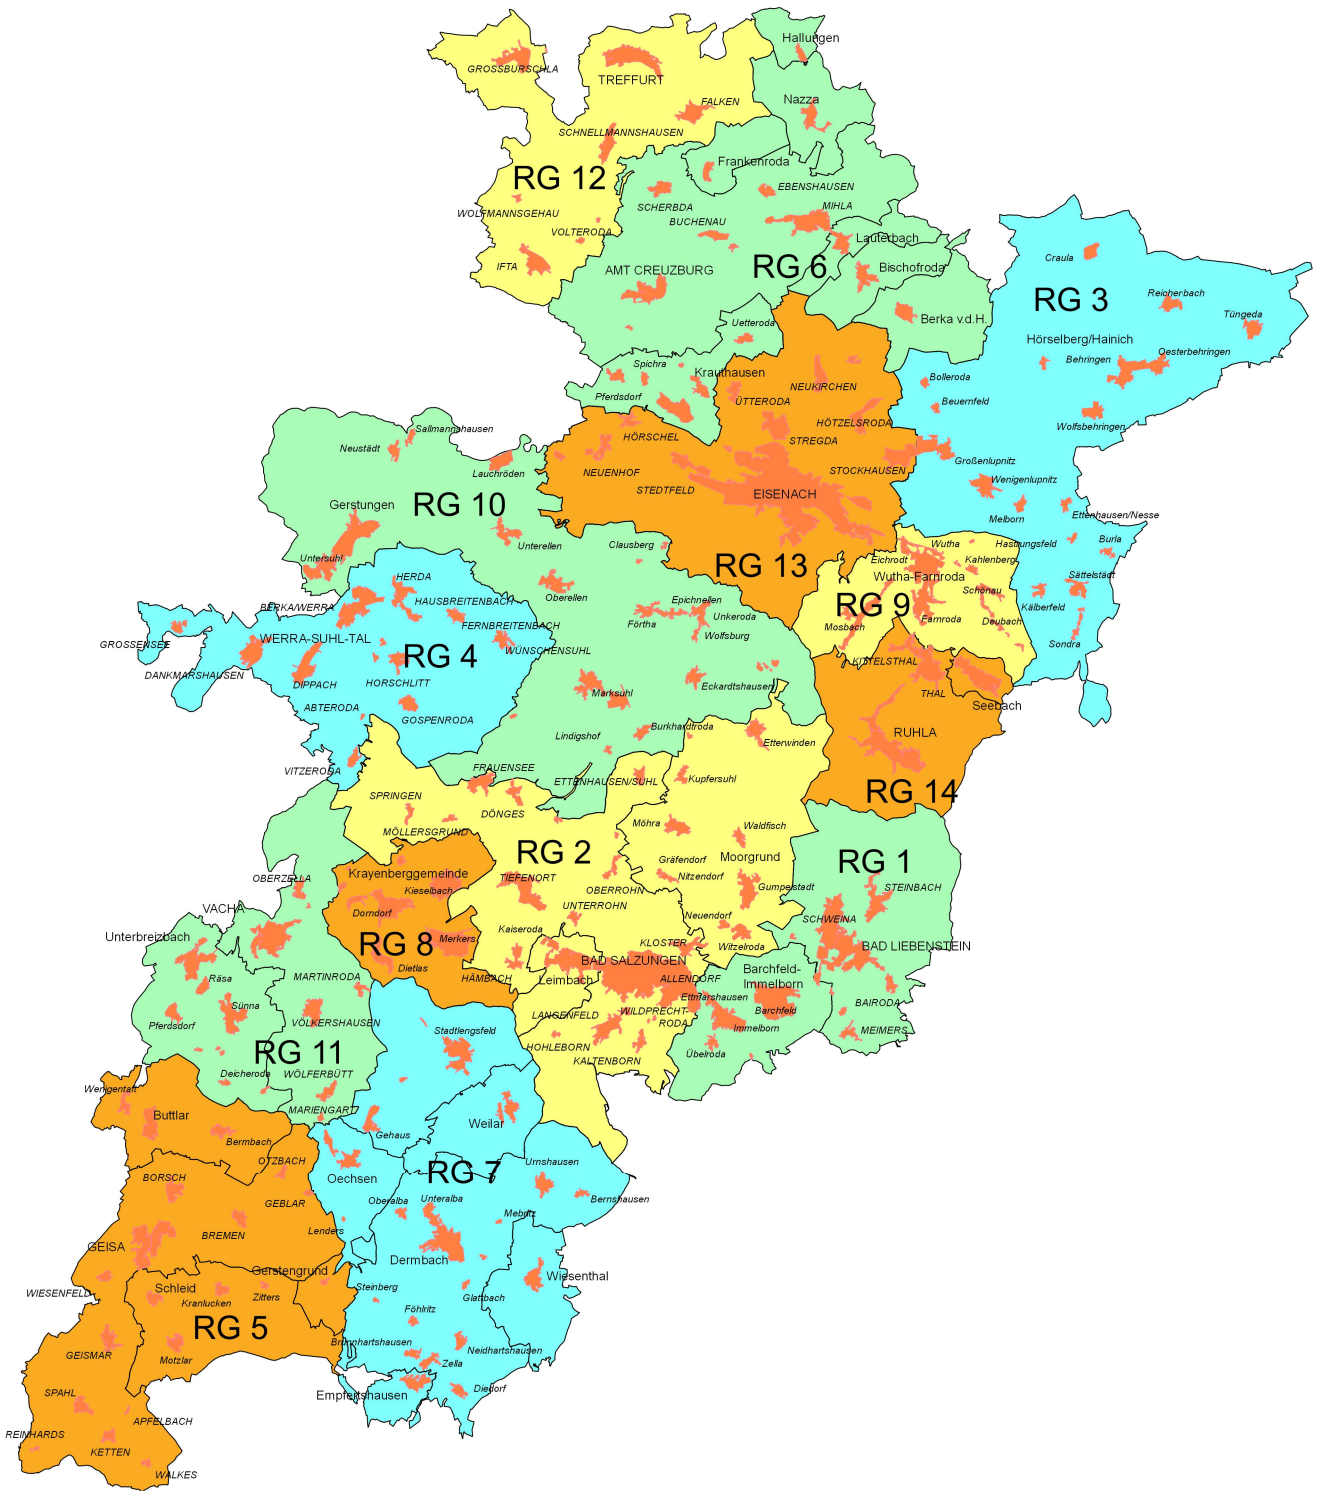 Hallungen
GROSSBURSCHLA
TREFFURT
Nazza
FALKEN
SCHNELLMANNSHAUSEN
Frankenroda
RG 12
EBENSHAUSEN
SCHERBDA
MIHLA
WOLFMANNSGEHAU
BUCHENAU
VOLTERODA
Lauterbach
IFTA
AMT CREUZBURG
RG 6
Bischofroda
Craula
RG 3
Reicherbach
Tüngeda
Berka v.d.H.
Uetteroda
Hörselberg/Hainich
Oesterbehringen
Behringen
Spichra
Krauthausen
Bolleroda
NEUKIRCHEN
Pferdsdorf
ÜTTERODA
Beuernfeld
HÖTZELSRODA
Wolfsbehringen
Sallmannshausen
HÖRSCHEL
STREGDA
Neustädt
Großenlupnitz
Lauchröden
NEUENHOF
STOCKHAUSEN
Wenigenlupnitz
STEDTFELD
EISENACH
Gerstungen
RG 10
Melborn
Ettenhausen/Nesse
Unterellen
Clausberg
Wutha
Hastrungsfeld
Burla
Untersuhl
RG 13
Eichrodt
Kahlenberg
HERDA
Wutha-Farnroda
Sättelstädt
Schönau
Oberellen
HAUSBREITENBACH
Epichnellen
RG 9
BERKA/WERRA
Kälberfeld
Förtha
Unkeroda
Mosbach
Farnroda
Deubach
FERNBREITENBACH
Wolfsburg
WERRA-SUHL-TAL
GROSSENSEE
Sondra
RG 4
WÜNSCHENSUHL
KITTELSTHAL
DANKMARSHAUSEN
DIPPACH
HORSCHLITT
Eckardtshausen
THAL
Marksuhl
Seebach
ABTERODA
GOSPENRODA
Lindigshof
Burkhardtroda
RUHLA
Etterwinden
VITZERODA
FRAUENSEE
ETTENHAUSEN/SUHL
Kupfersuhl
RG 14
SPRINGEN
DÖNGES
MÖLLERSGRUND
Möhra
Waldfisch
RG 2
Gräfendorf
Moorgrund
RG 1
Krayenberggemeinde
OBERZELLA
TIEFENORT
Nitzendorf
Kieselbach
OBERROHN
Gumpelstadt
STEINBACH
VACHA
Dorndorf
UNTERROHN
Neuendorf
SCHWEINA
Unterbreizbach
RG 8
Kaiseroda
Merkers
KLOSTER
Witzelroda
BAD LIEBENSTEIN
BAD SALZUNGEN
Dietlas
Räsa
MARTINRODA
HÄMBACH
Leimbach
ALLENDORF
Barchfeld-
Immelborn
Ettmarshausen
BAIRODA
Sünna
Barchfeld
Pferdsdorf
VÖLKERSHAUSEN
LANGENFELD
WILDPRECHT-
RODA
Immelborn
MEIMERS
Stadtlengsfeld
HOHLEBORN
RG 11
KALTENBORN
Übelroda
Deicheroda
WÖLFERBÜTT
Wenigentaft
MARIENGART
Buttlar
Weilar
Gehaus
Bermbach
OTZBACH
Urnshausen
BORSCH
Oechsen
RG 7
Oberalba
Unteralba
Bernshausen
GEBLAR
Mebritz
BREMEN
Lenders
GEISA
Dermbach
Gerstengrund
Wiesenthal
WIESENFELD
Schleid
Zitters
Steinberg
Glattbach
Kranlucken
Föhlritz
RG 5
Brunnhartshausen
Neidhartshausen
GEISMAR
Motzlar
Zella
SPAHL
Empfertshausen
Diedorf
APFELBACH
REINHARDS
KETTEN
WALKES